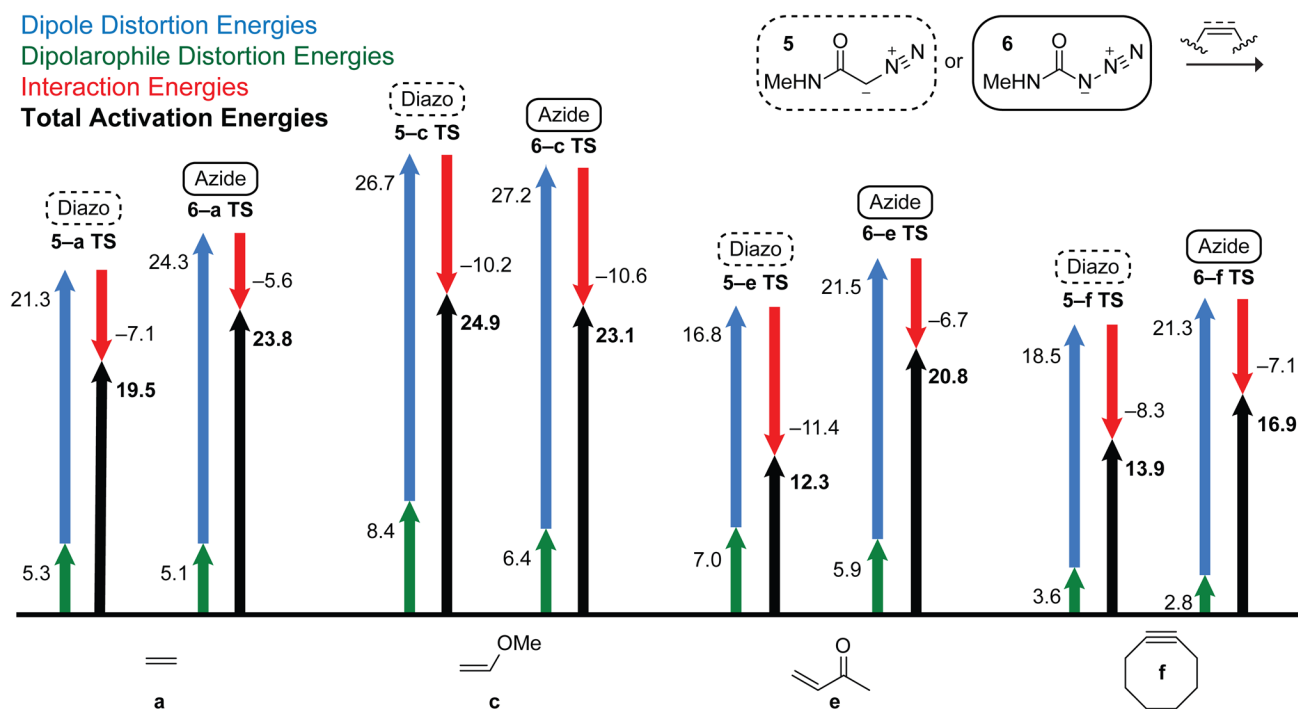 Dipole Distortion Energies
Dipolarophile Distortion Energies
Interaction Energies
Total Activation Energies
5
O
MeHN
N
+
N
–
or
6
O
MeHN
N
–
N
+
N
Diazo
5–a TS
21.3
5.3
–7.1
19.5
Azide
6–a TS
24.3
5.1
–5.6
23.8
Diazo
5–c TS
26.7
8.4
–10.2
24.9
Azide
6–c TS
27.2
6.4
–10.6
23.1
Diazo
5–e TS
16.8
7.0
–11.4
12.3
Azide
6–e TS
21.5
5.9
–6.7
20.8
Diazo
5–f TS
18.5
3.6
–8.3
13.9
Azide
6–f TS
21.3
2.8
–7.1
16.9
a
OMe
c
O
e
f